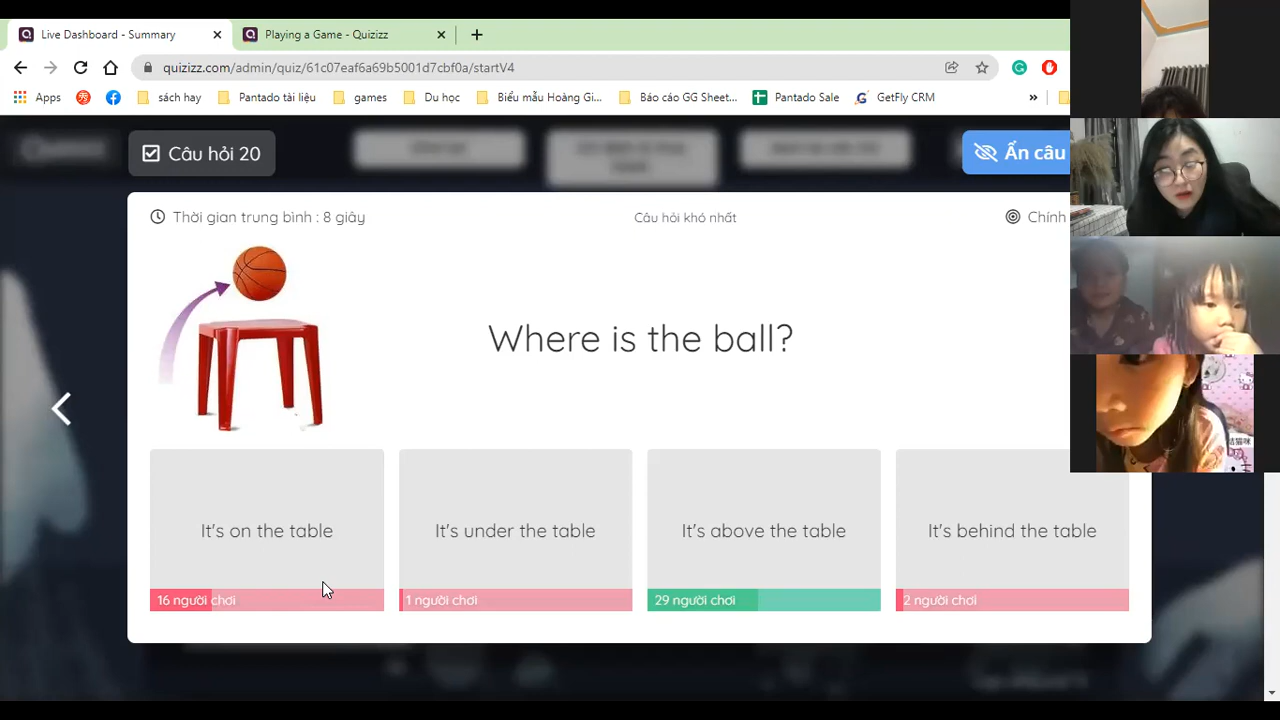 Live Dashboard - Summary
Playing a Game - Quizizz
quizizz.com/admin/quiz/61c07eaf6a69b5001d7cbf0a/startV4
Apps
sách hay
Pantado tài liệu
games
Du học
Biểu mẫu Hoàng Gi...
Báo cáo GG Sheet...
Pantado Sale
GetFly CRM
»
Câu hỏi 20
Ẩn câu
Thời gian trung bình : 8 giây
Câu hỏi khó nhất
Chính
Where is the ball?
It's on the table
It's under the table
It's above the table
It's behind the table
16 người chơi
1 người chơi
29 người chơi
2 người chơi